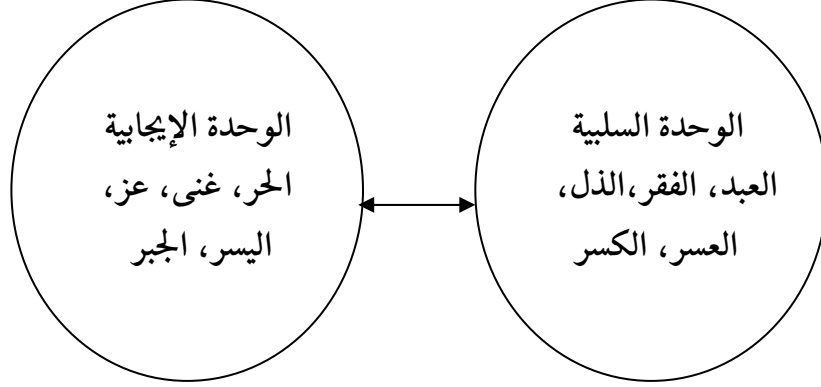 الوحدة السلبية
العبد، الفقر،الذل،
العسر، الكسر
الوحدة الإيجابية
الحر، غنى، عز،
اليسر، الجبر